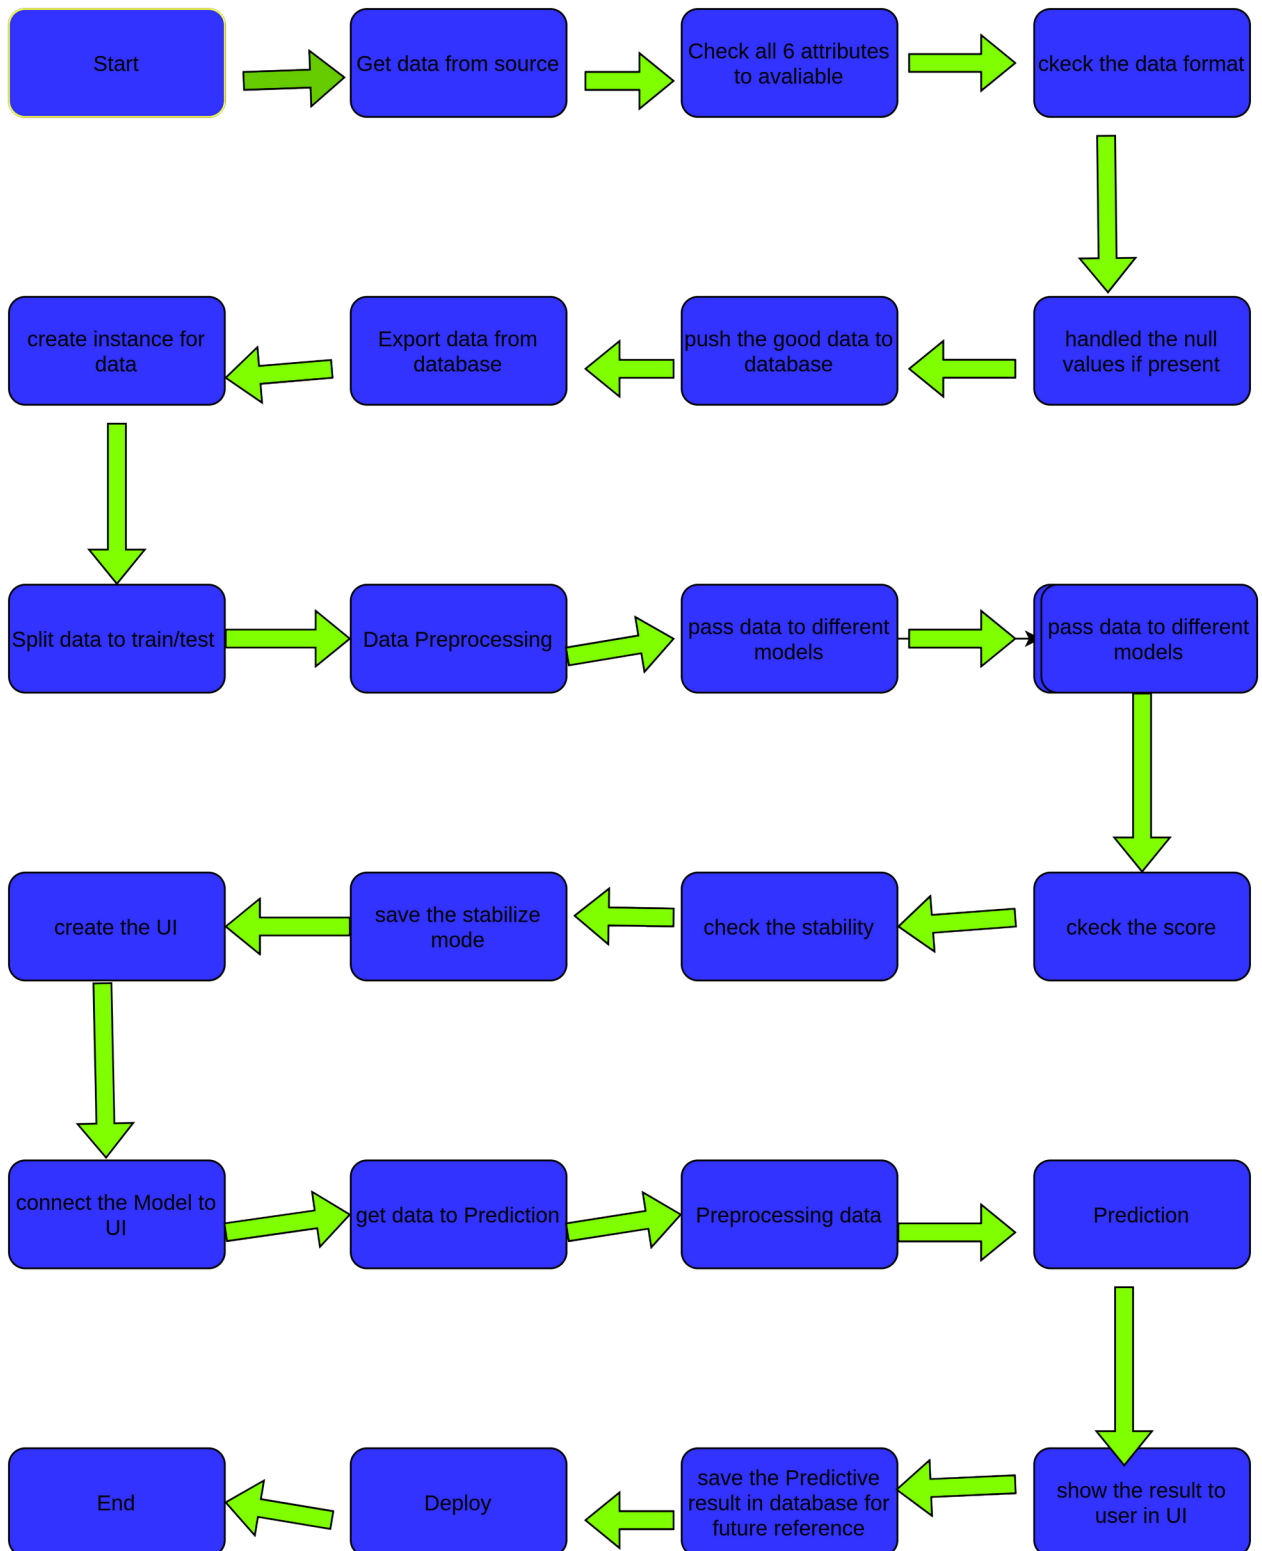 Start
Get data from source
Check all 6 attributes
to avaliable
ckeck the data format
handled the null
values if present
push the good data to
database
Export data from
database
create instance for
data
Split data to train/test
Data Preprocessing
pass data to different
models
pass data to different
models
ckeck the score
check the stability
save the stabilize
mode
create the UI
connect the Model to
UI
get data to Prediction
Preprocessing data
Prediction
show the result to
user in UI
save the Predictive
result in database for
future reference
Deploy
End